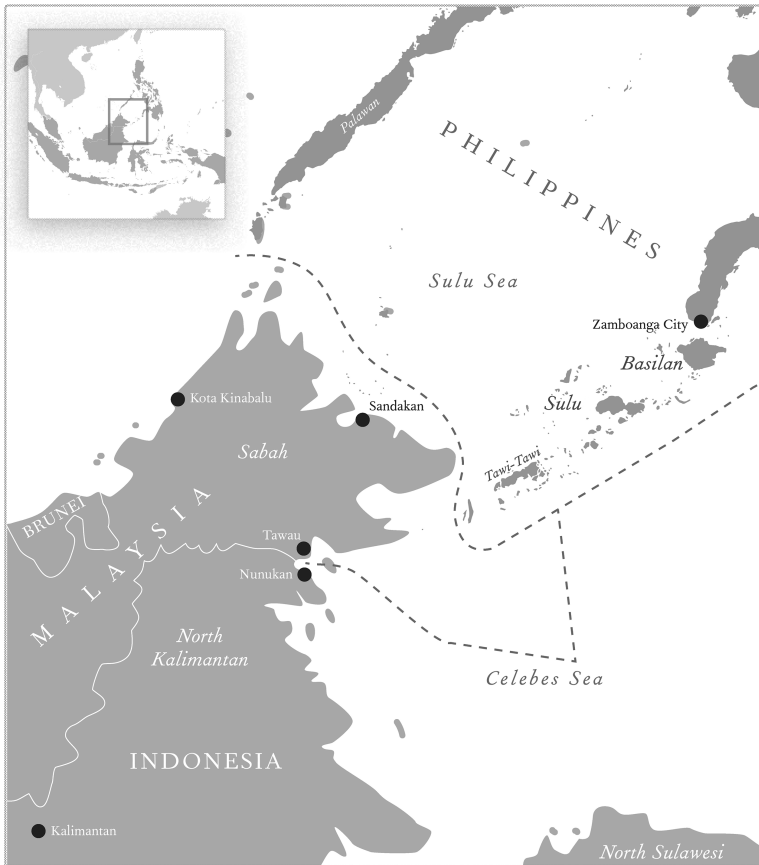 Palawan
PHILIPPINES
Sulu Sea
Zamboanga City
Basilan
Kota Kinabalu
Sandakan
Sulu
Sabah
Tawi-Tawi
BRUNEI
MALAYSIA
Tawau
Nunukan
North
Kalimantan
Celebes Sea
INDONESIA
Kalimantan
North Sulawesi